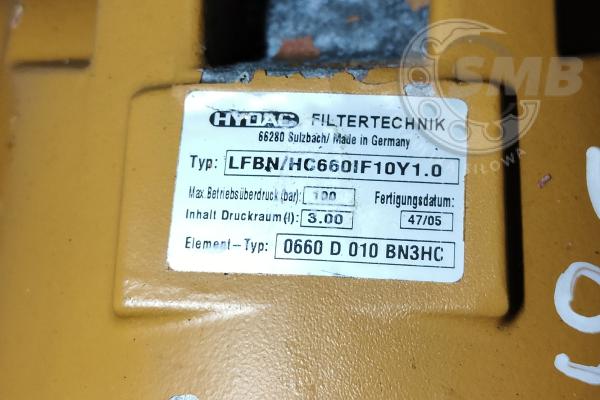 SMB
HYDAC FILTERTECHNIK
66280 Sulzbach/ Made in Germany
Typ: LFBN/HC660IF10Y1.0
Max. Betriebsüberdruck (bar): 100 Fertigungsdatum:
Inhalt Druckraum (l): 3.00 47/05
Element-Typ: 0660 D 010 BN3HC